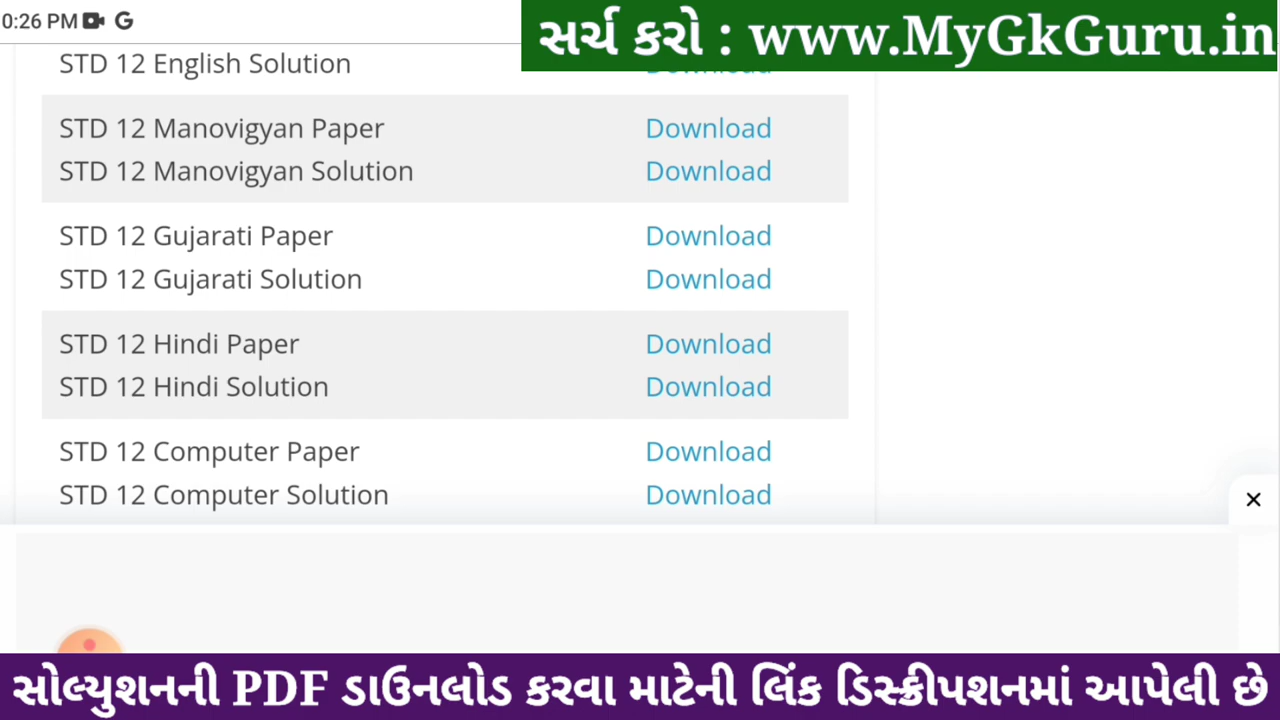 0:26 PM
સર્ચ કરો : www.MyGkGuru.in
STD 12 English Solution Download
STD 12 Manovigyan Paper Download
STD 12 Manovigyan Solution Download
STD 12 Gujarati Paper Download
STD 12 Gujarati Solution Download
STD 12 Hindi Paper Download
STD 12 Hindi Solution Download
STD 12 Computer Paper Download
STD 12 Computer Solution Download
સોલ્યુશનની PDF ડાઉનલોડ કરવા માટેની લિંક ડિસ્ક્રીપશનમાં આપેલી છે